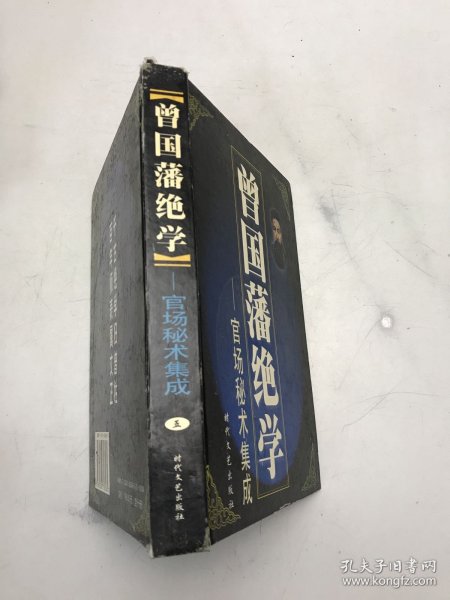 【曾国藩绝学】
——官场秘术集成
五
时代文艺出版社
曾国藩绝学
——官场秘术集成
时代文艺出版社
孔夫子旧书网
www.kongfz.com